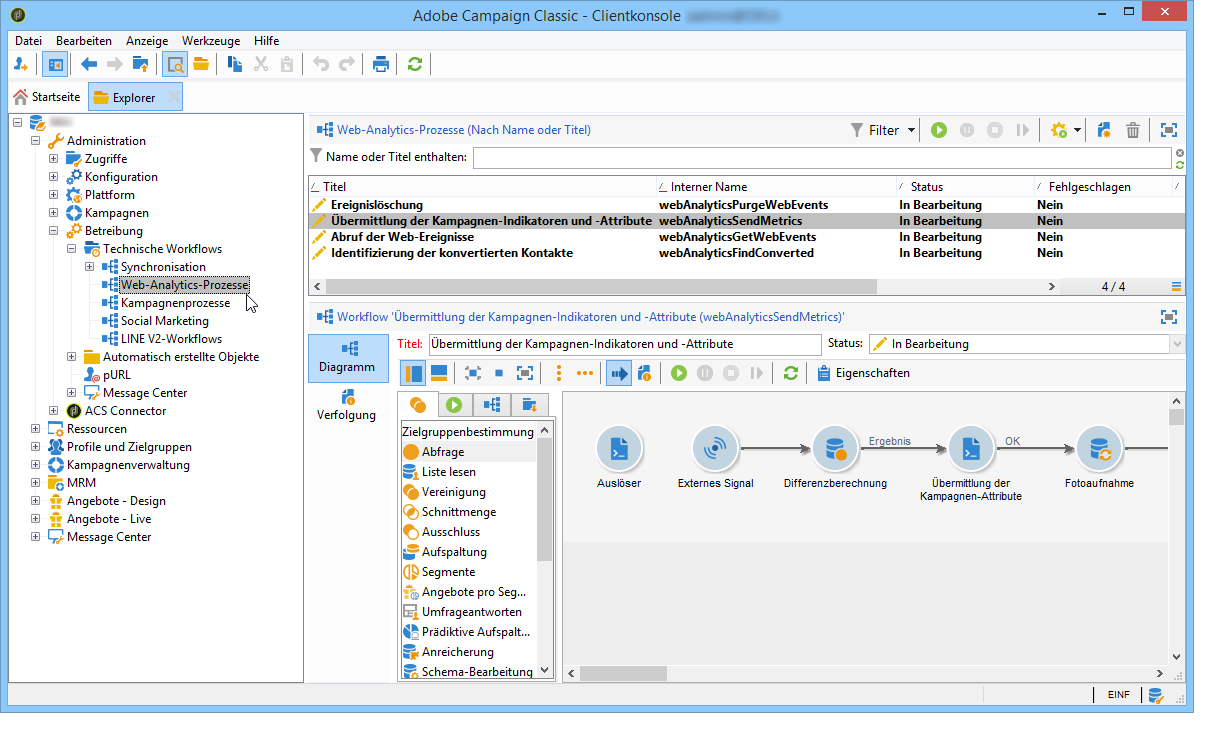 Adobe Campaign Classic - Clientkonsole
Datei Bearbeiten Anzeige Werkzeuge Hilfe
Startseite Explorer
Administration
Zugriffe
Konfiguration
Plattform
Kampagnen
Betreibung
Technische Workflows
Synchronisation
Web-Analytics-Prozesse
Kampagnenprozesse
Social Marketing
LINE V2-Workflows
Automatisch erstellte Objekte
pURL
Message Center
ACS Connector
Ressourcen
Profile und Zielgruppen
Kampagnenverwaltung
MRM
Angebote - Design
Angebote - Live
Message Center
Web-Analytics-Prozesse (Nach Name oder Titel) Filter
Name oder Titel enthalten:
Titel Interner Name Status Fehlgeschlagen
Ereignislöschung webAnalyticsPurgeWebEvents In Bearbeitung Nein
Übermittlung der Kampagnen-Indikatoren und -Attribute webAnalyticsSendMetrics In Bearbeitung Nein
Abruf der Web-Ereignisse webAnalyticsGetWebEvents In Bearbeitung Nein
Identifizierung der konvertierten Kontakte webAnalyticsFindConverted In Bearbeitung Nein
4 / 4
Workflow 'Übermittlung der Kampagnen-Indikatoren und -Attribute (webAnalyticsSendMetrics)'
Diagramm
Verfolgung
Titel: Übermittlung der Kampagnen-Indikatoren und -Attribute Status: In Bearbeitung
Eigenschaften
Zielgruppenbestimmung
Abfrage
Liste lesen
Vereinigung
Schnittmenge
Ausschluss
Aufspaltung
Segmente
Angebote pro Seg...
Umfrageantworten
Prädiktive Aufspalt...
Anreicherung
Schema-Bearbeitung
Ergebnis OK
Auslöser Externes Signal Differenzberechnung Übermittlung der Fotoaufnahme
Kampagnen-Attribute
EINF